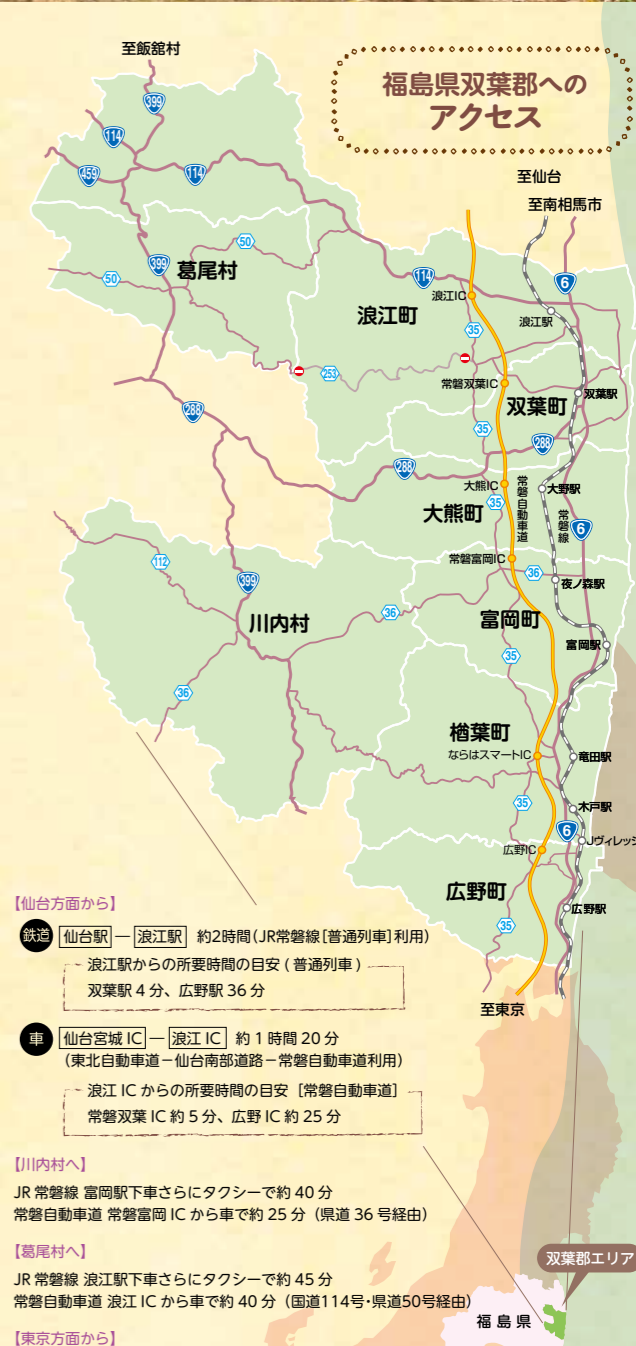 福島県双葉郡への
アクセス
至飯舘村
399
114
459
114
至仙台
至南相馬市
50
50
399
葛尾村
114
6
浪江IC
浪江駅
浪江町
35
253
常磐双葉IC
双葉駅
双葉町
288
35
288
288
大熊IC
大野駅
35
常磐自動車道
常磐線
大熊町
6
常磐富岡IC
36
夜ノ森駅
112
399
36
川内村
富岡町
富岡駅
35
36
楢葉町
ならはスマートIC
竜田駅
35
木戸駅
6
Jヴィレッジ
広野IC
広野町
広野駅
35
至東京
【仙台方面から】
鉄道 仙台駅 ― 浪江駅 約2時間(JR常磐線[普通列車]利用)
浪江駅からの所要時間の目安(普通列車)
双葉駅 4 分、広野駅 36 分
車 仙台宮城 IC ― 浪江 IC 約 1 時間 20 分
(東北自動車道−仙台南部道路−常磐自動車道利用)
浪江 IC からの所要時間の目安[常磐自動車道]
常磐双葉 IC 約 5 分、広野 IC 約 25 分
【川内村へ】
JR 常磐線 富岡駅下車さらにタクシーで約 40 分
常磐自動車道 常磐富岡 IC から車で約 25 分(県道 36 号経由)
【葛尾村へ】
JR 常磐線 浪江駅下車さらにタクシーで約 45 分
常磐自動車道 浪江 IC から車で約 40 分(国道114号・県道50号経由)
双葉郡エリア
福島県
【東京方面から】